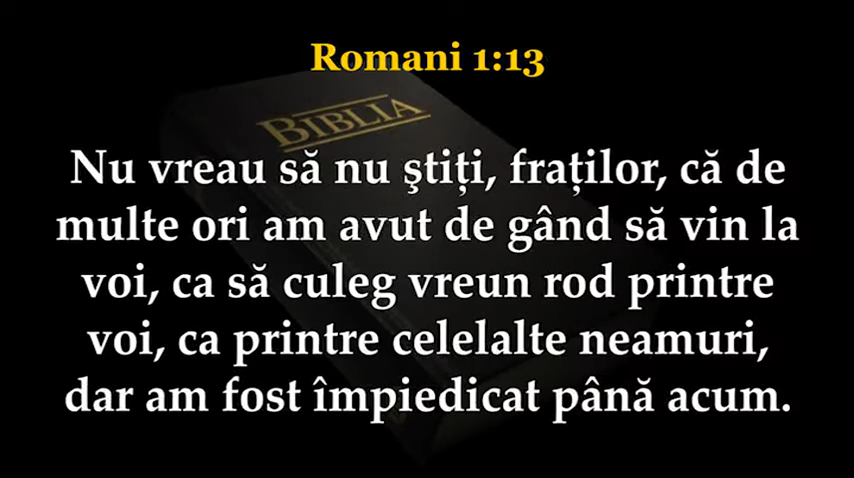 Romani 1:13
BIBLIA
Nu vreau să nu ştiți, fraților, că de
multe ori am avut de gând să vin la
voi, ca să culeg vreun rod printre
voi, ca printre celelalte neamuri,
dar am fost împiedicat până acum.